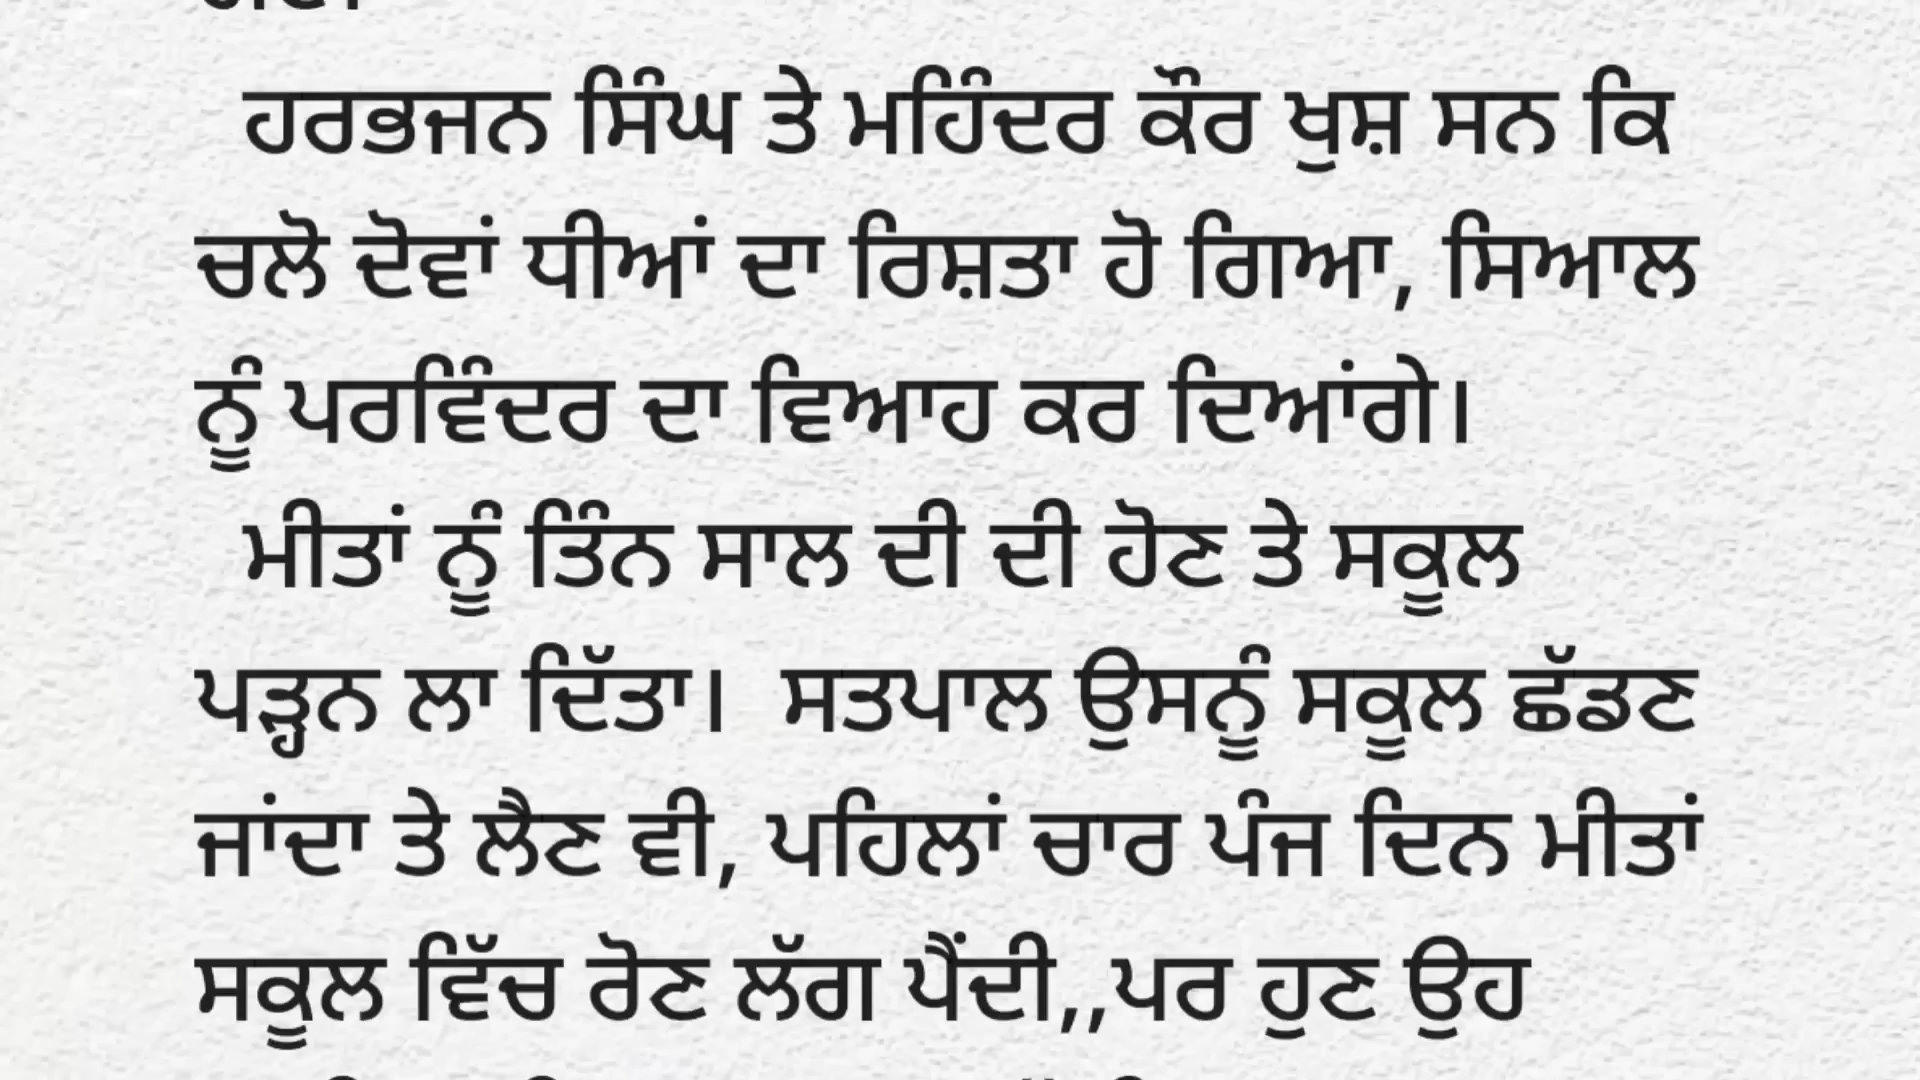 ਹਰਭਜਨ ਸਿੰਘ ਤੇ ਮਹਿੰਦਰ ਕੌਰ ਖੁਸ਼ ਸਨ ਕਿ
ਚਲੋ ਦੋਵਾਂ ਧੀਆਂ ਦਾ ਰਿਸ਼ਤਾ ਹੋ ਗਿਆ, ਸਿਆਲ
ਨੂੰ ਪਰਵਿੰਦਰ ਦਾ ਵਿਆਹ ਕਰ ਦਿਆਂਗੇ।
ਮੀਤਾਂ ਨੂੰ ਤਿੰਨ ਸਾਲ ਦੀ ਦੀ ਹੋਣ ਤੇ ਸਕੂਲ
ਪੜ੍ਹਨ ਲਾ ਦਿੱਤਾ।  ਸਤਪਾਲ ਉਸਨੂੰ ਸਕੂਲ ਛੱਡਣ
ਜਾਂਦਾ ਤੇ ਲੈਣ ਵੀ, ਪਹਿਲਾਂ ਚਾਰ ਪੰਜ ਦਿਨ ਮੀਤਾਂ
ਸਕੂਲ ਵਿੱਚ ਰੋਣ ਲੱਗ ਪੈਂਦੀ,,ਪਰ ਹੁਣ ਉਹ